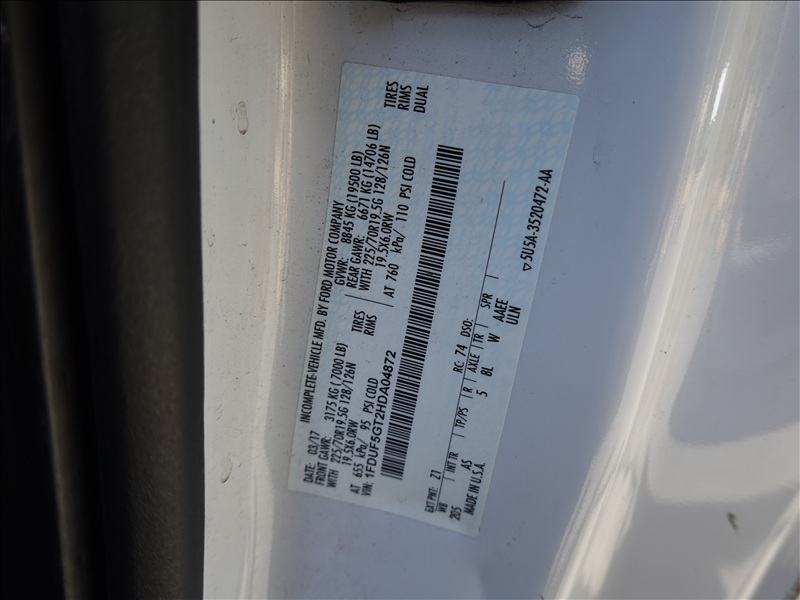 INCOMPLETE-VEHICLE MFD. BY FORD MOTOR COMPANY
DATE: 03/17 GVWR: 8845 KG (19500 LB)
FRONT GAWR: 3175 KG (7000 LB) REAR GAWR: 6671 KG (14706 LB)
WITH 225/70R19.5G 128/126N TIRES WITH 225/70R19.5G 128/126N TIRES
19.5X6.0RW RIMS 19.5X6.0RW RIMS
AT 655 kPa/ 95 PSI COLD AT 760 kPa/ 110 PSI COLD DUAL
VIN: 1FDUF5GT2HDA04872
EXT PNT: Z1 RC: 74 DSO:
WB INT TR TP/PS R AXLE TR SPR
205 AS 5 8L W AAEE
MADE IN U.S.A. ULN
5U5A-3520472-AA